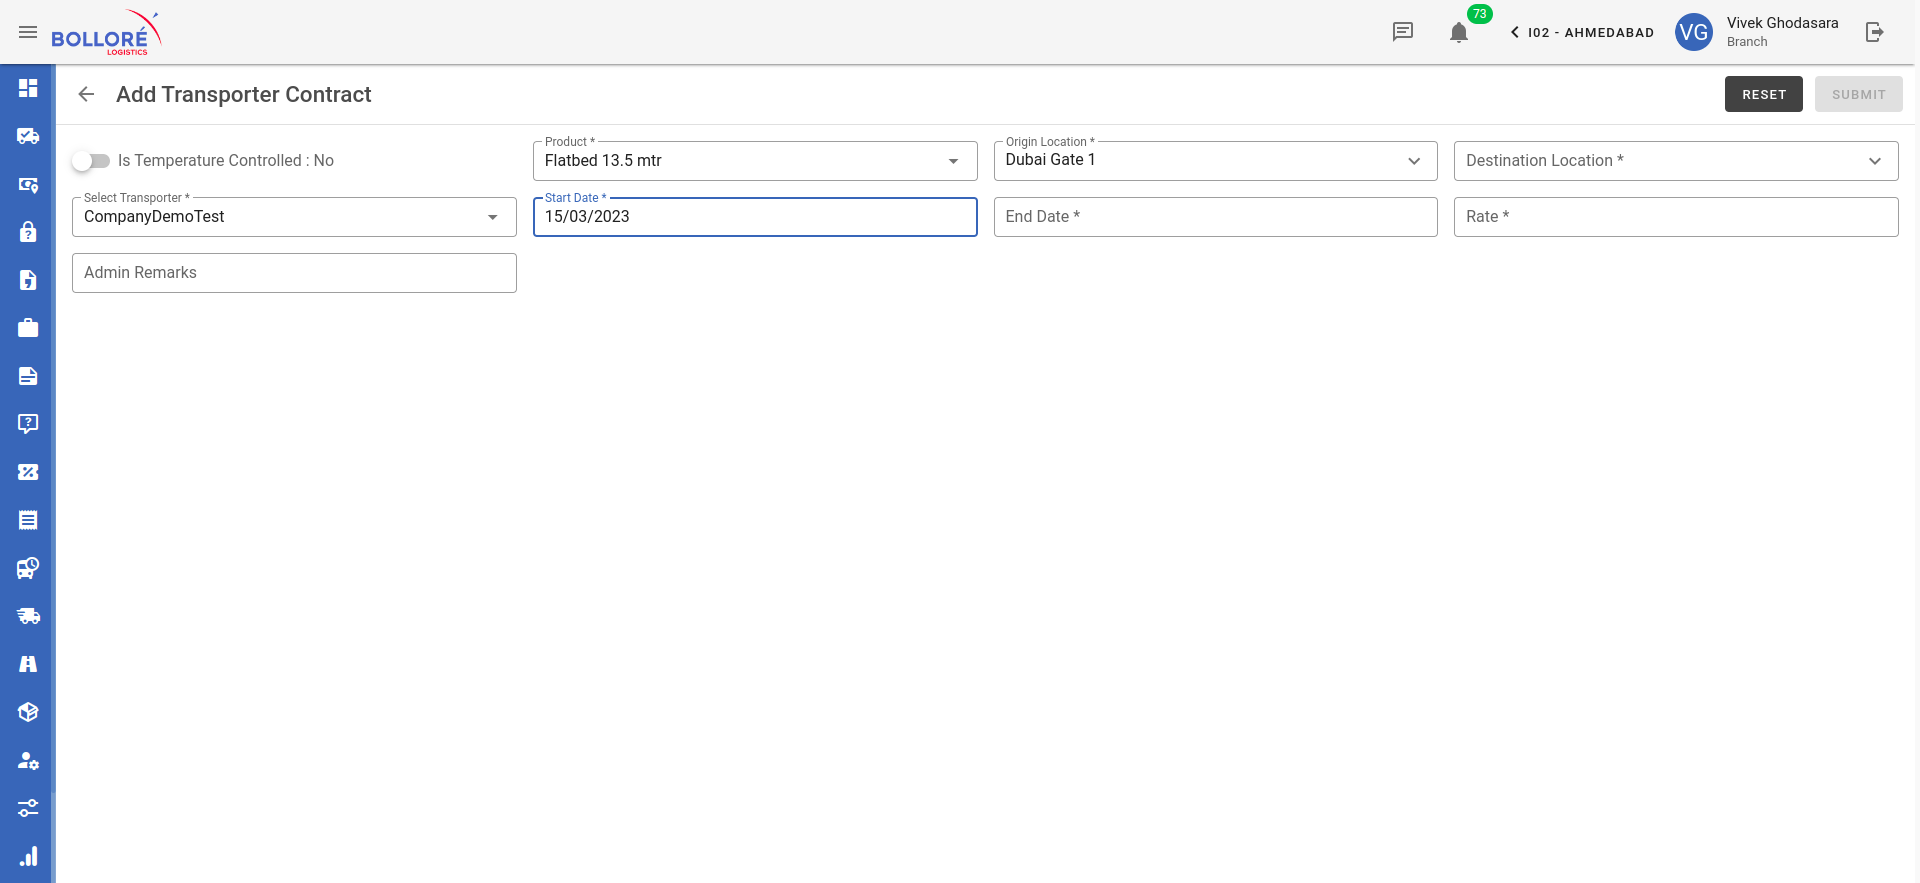 BOLLORÉ
LOGISTICS
73
I02 - AHMEDABAD
VG
Vivek Ghodasara
Branch
Add Transporter Contract
RESET
SUBMIT
Is Temperature Controlled : No
Product *
Flatbed 13.5 mtr
Origin Location *
Dubai Gate 1
Destination Location *
Select Transporter *
CompanyDemoTest
Start Date *
15/03/2023
End Date *
Rate *
Admin Remarks